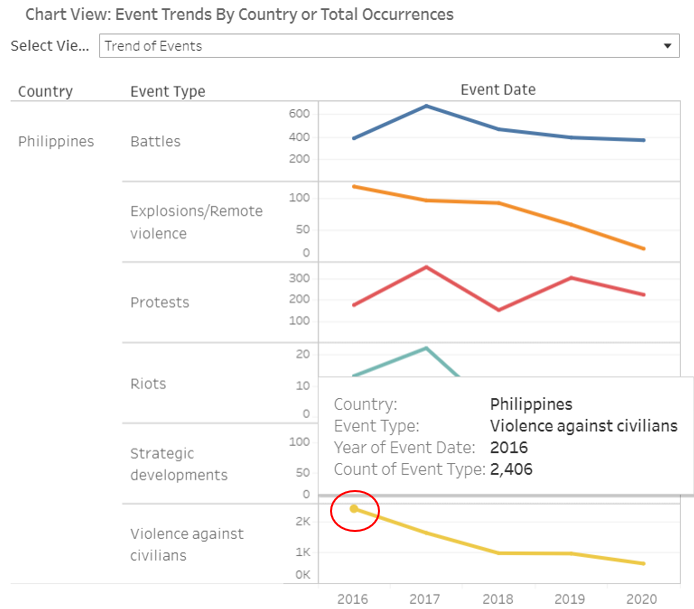 Chart View: Event Trends By Country or Total Occurrences
Select Vie... Trend of Events
Country Event Type Event Date
Philippines Battles
600
400
200
Explosions/Remote
violence
100
50
0
Protests
300
200
100
Riots
20
10
0
Country: Philippines
Event Type: Violence against civilians
Year of Event Date: 2016
Count of Event Type: 2,406
Strategic
developments
100
50
0
Violence against
civilians
2K
1K
0K
2016 2017 2018 2019 2020